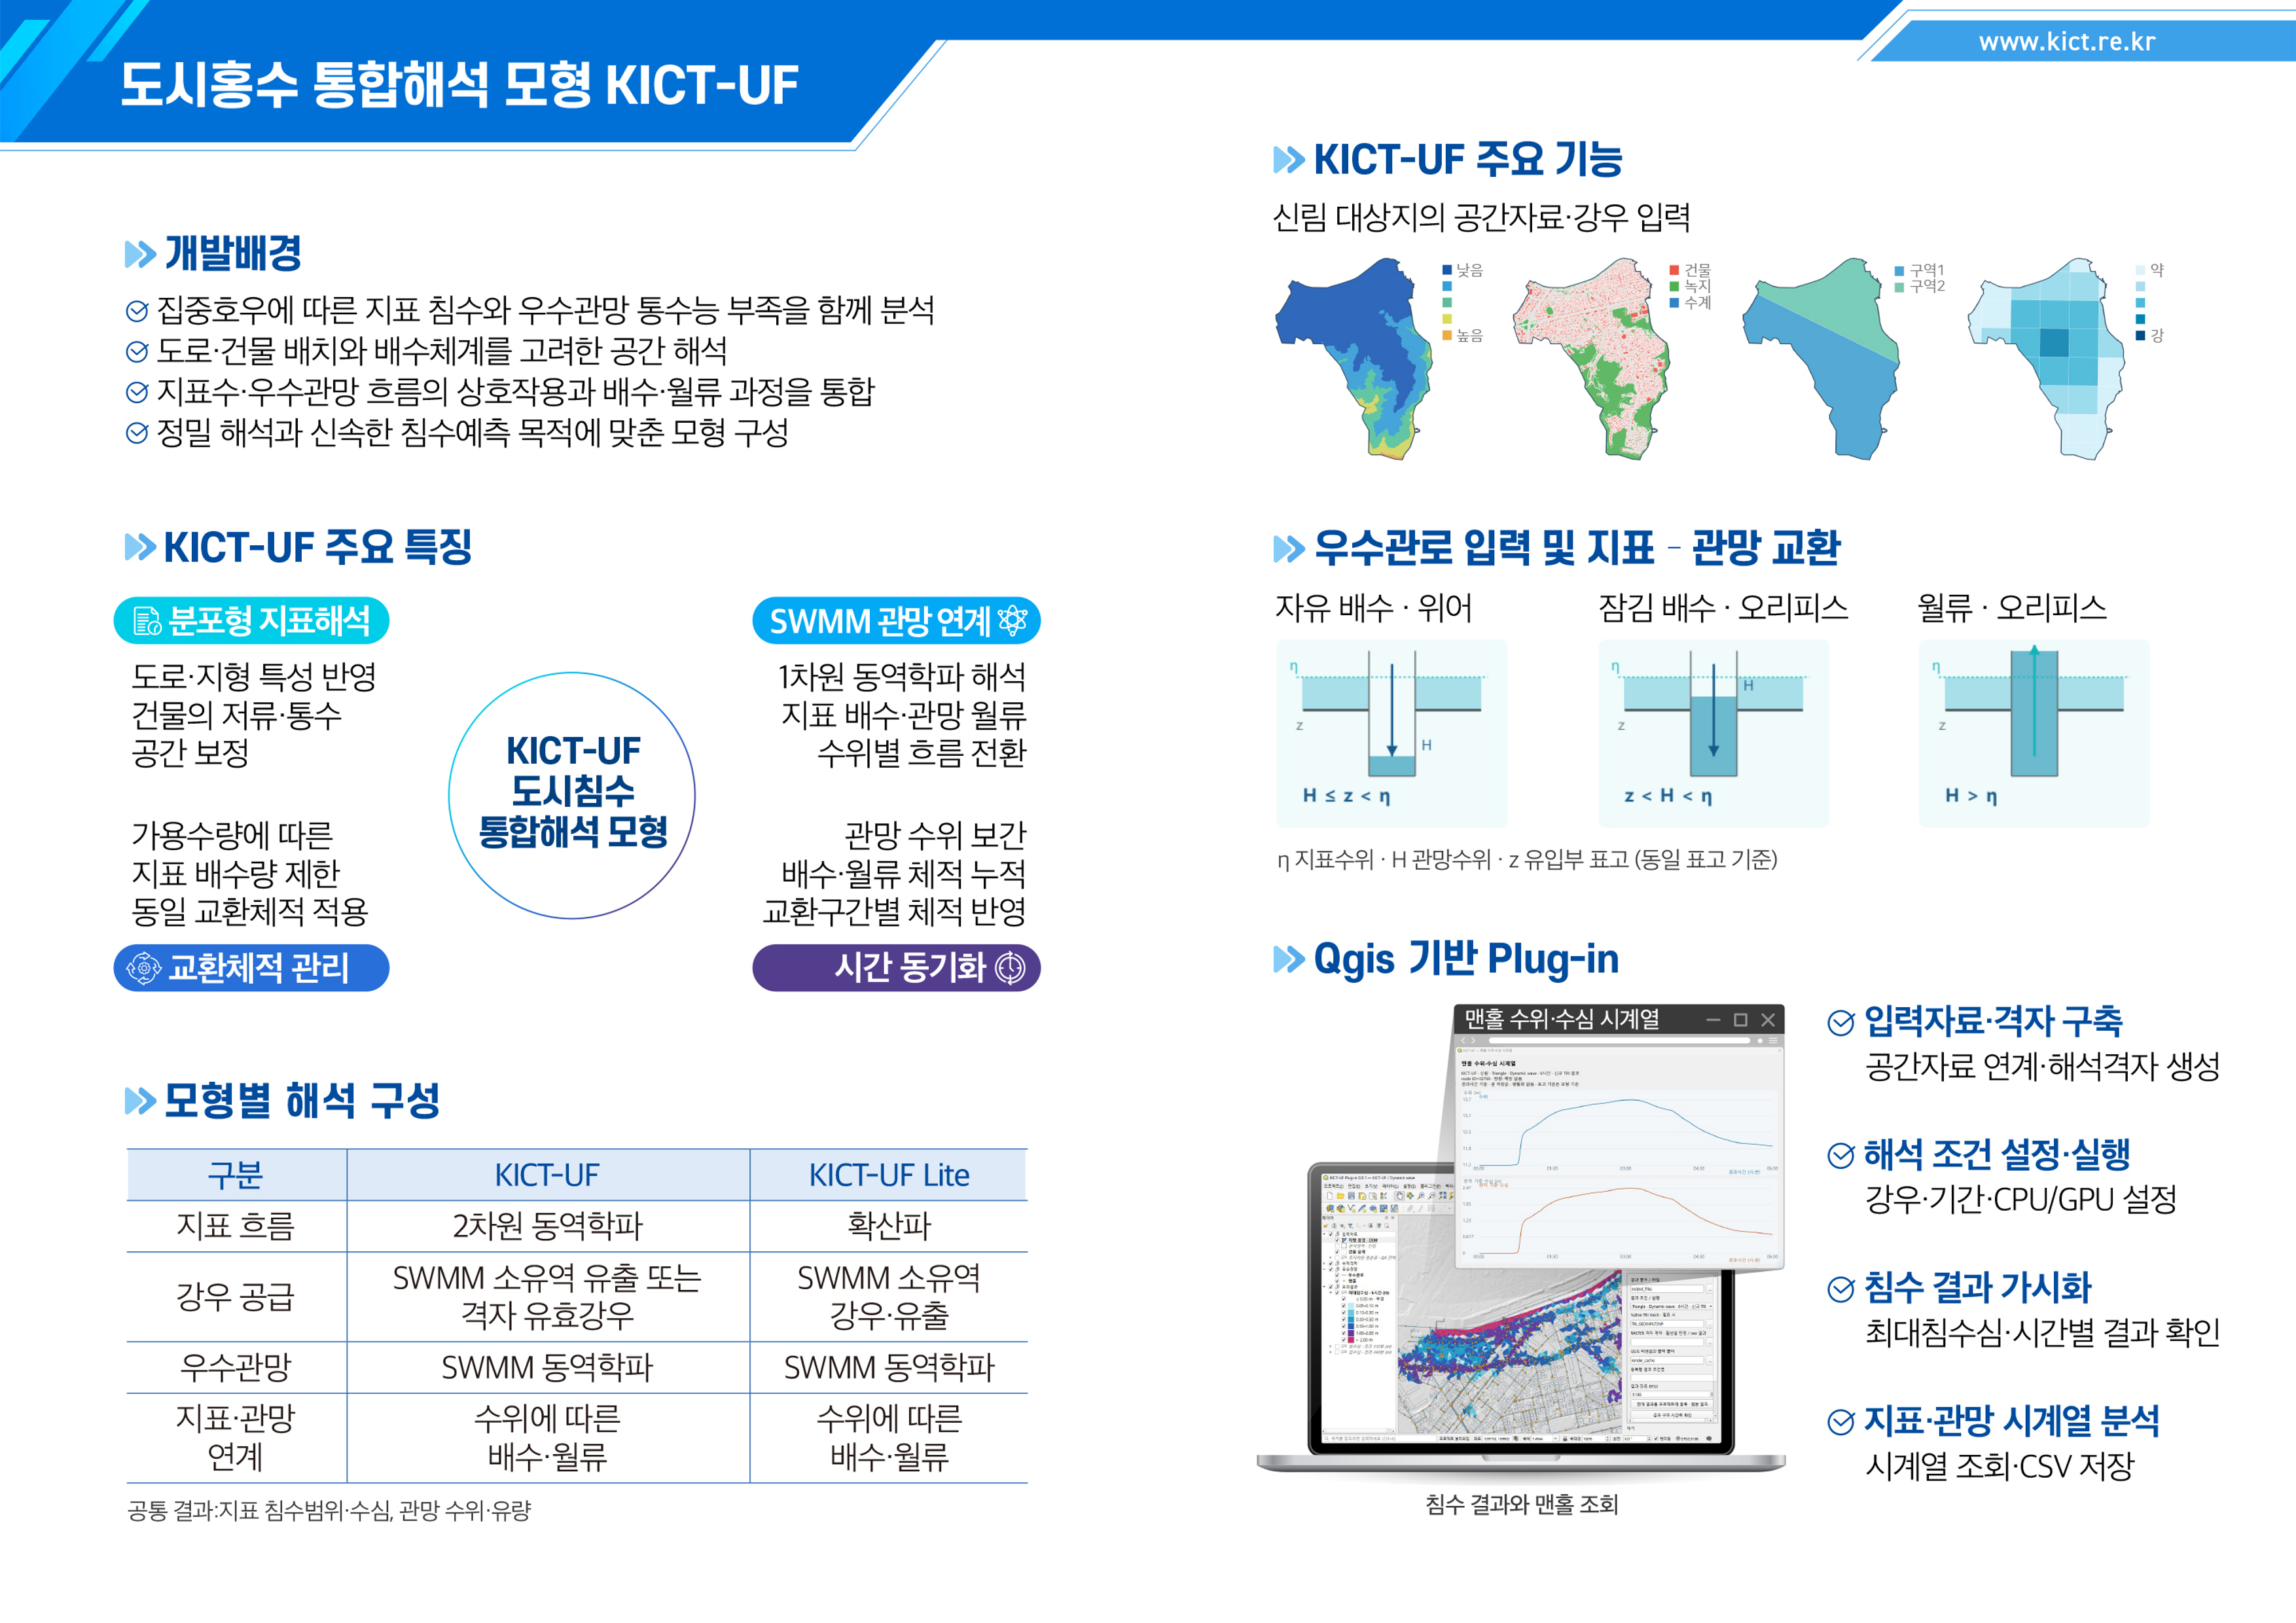 도시홍수 통합해석 모형 KICT-UF
www.kict.re.kr
개발배경
집중호우에 따른 지표 침수와 우수관망 통수능 부족을 함께 분석
도로·건물 배치와 배수체계를 고려한 공간 해석
지표수·우수관망 흐름의 상호작용과 배수·월류 과정을 통합
정밀 해석과 신속한 침수예측 목적에 맞춘 모형 구성
KICT-UF 주요 특징
분포형 지표해석
도로·지형 특성 반영
건물의 저류·통수
공간 보정
SWMM 관망 연계
1차원 동역학파 해석
지표 배수·관망 월류
수위별 흐름 전환
KICT-UF
도시침수
통합해석 모형
가용수량에 따른
지표 배수량 제한
동일 교환체적 적용
교환체적 관리
관망 수위 보간
배수·월류 체적 누적
교환구간별 체적 반영
시간 동기화
모형별 해석 구성
구분 KICT-UF KICT-UF Lite
지표 흐름 2차원 동역학파 확산파
강우 공급 SWMM 소유역 유출 또는 격자 유효강우 SWMM 소유역 강우·유출
우수관망 SWMM 동역학파 SWMM 동역학파
지표·관망 연계 수위에 따른 배수·월류 수위에 따른 배수·월류
공통 결과:지표 침수범위·수심, 관망 수위·유량
KICT-UF 주요 기능
신림 대상지의 공간자료·강우 입력
낮음
높음
건물
녹지
수계
구역1
구역2
약
강
우수관로 입력 및 지표 - 관망 교환
자유 배수 · 위어
η
z
H
H ≤ z < η
잠김 배수 · 오리피스
η
H
z
z < H < η
월류 · 오리피스
η
z
H > η
η 지표수위 · H 관망수위 · z 유입부 표고 (동일 표고 기준)
Qgis 기반 Plug-in
맨홀 수위·수심 시계열
맨홀 수위·수심 시계열
침수 결과와 맨홀 조회
입력자료·격자 구축
공간자료 연계·해석격자 생성
해석 조건 설정·실행
강우·기간·CPU/GPU 설정
침수 결과 가시화
최대침수심·시간별 결과 확인
지표·관망 시계열 분석
시계열 조회·CSV 저장